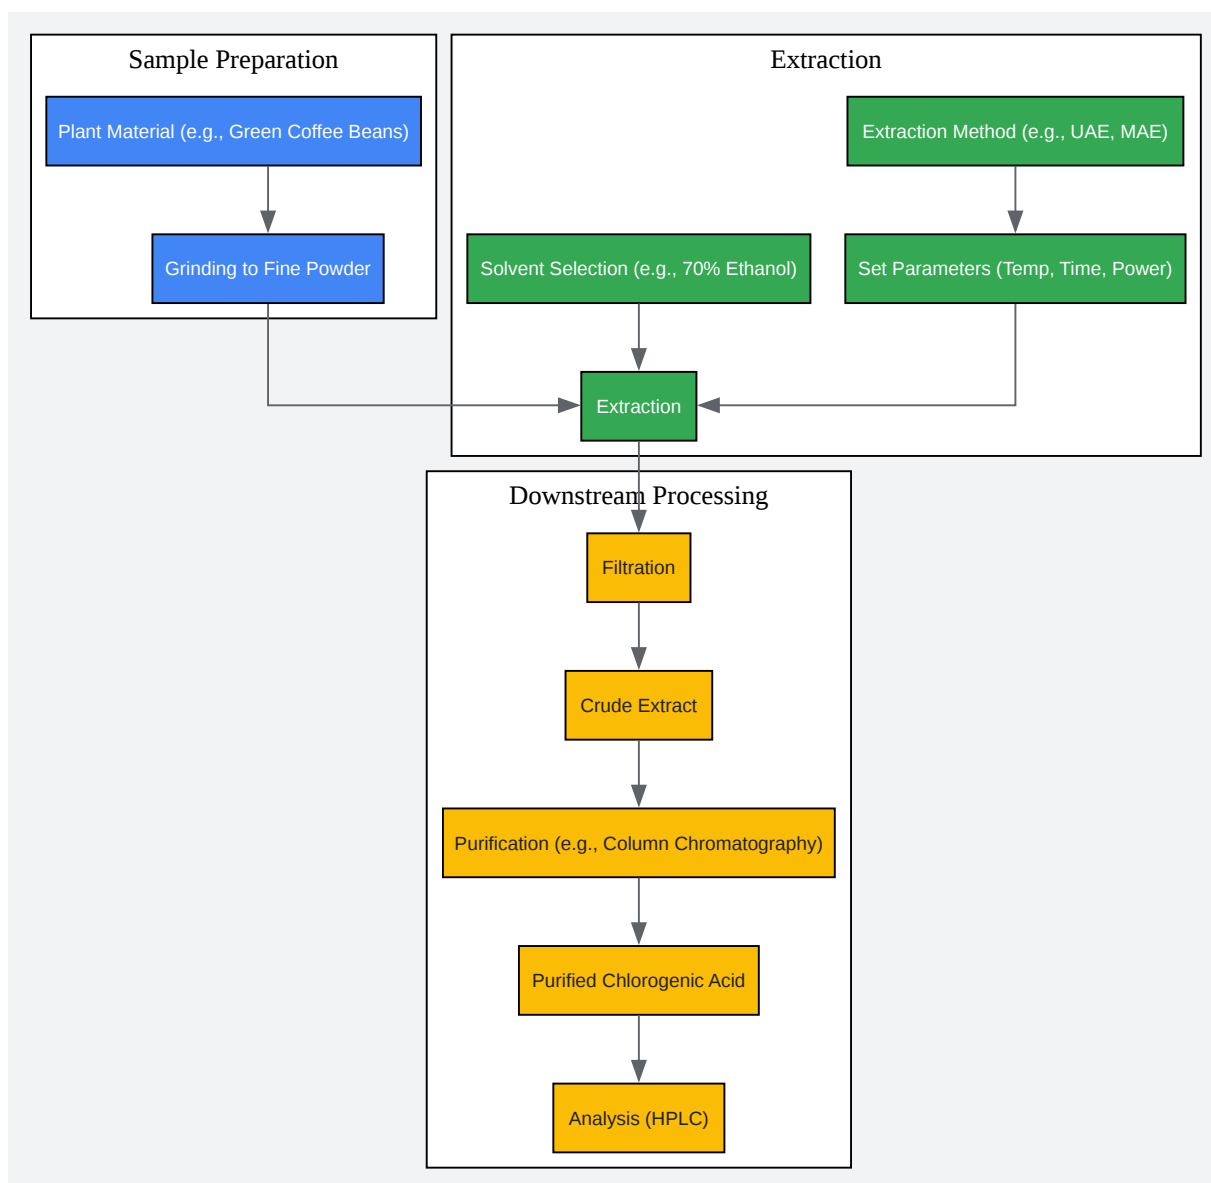 Sample Preparation
Plant Material (e.g., Green Coffee Beans)
Grinding to Fine Powder
Extraction
Extraction Method (e.g., UAE, MAE)
Solvent Selection (e.g., 70% Ethanol)
Set Parameters (Temp, Time, Power)
Extraction
Downstream Processing
Filtration
Crude Extract
Purification (e.g., Column Chromatography)
Purified Chlorogenic Acid
Analysis (HPLC)